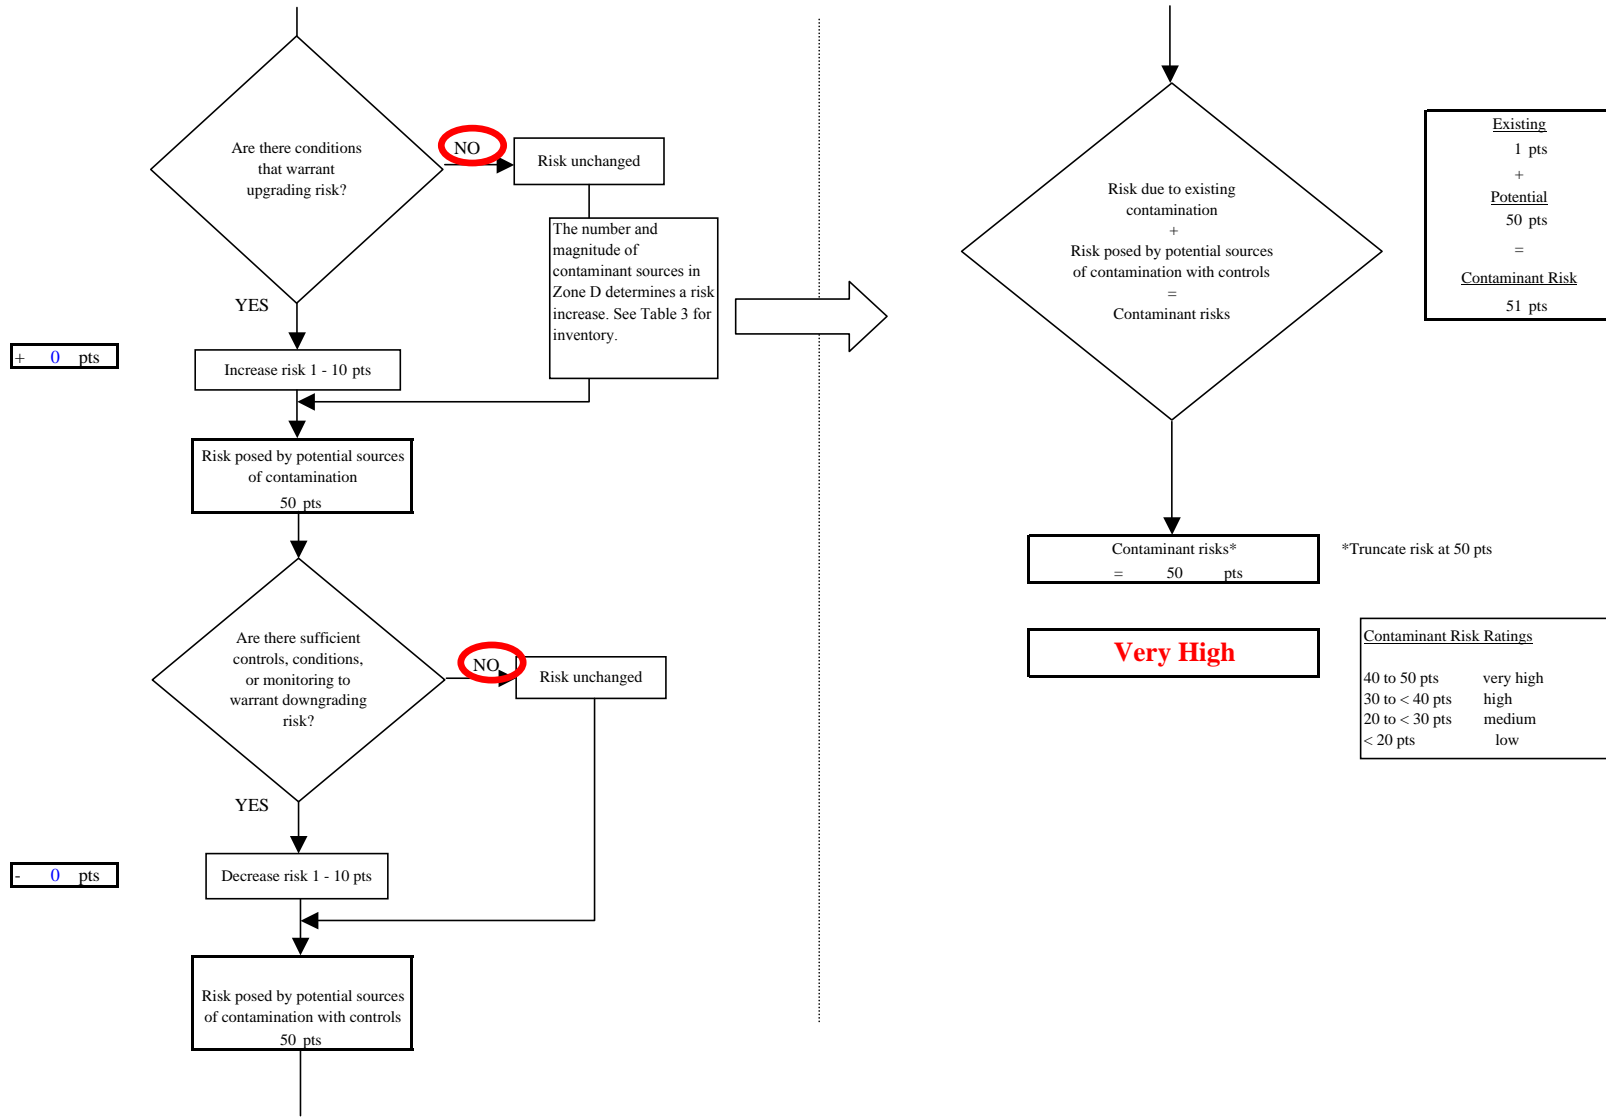 Are there conditions
that warrant
upgrading risk?
NO
Risk unchanged
The number and
magnitude of
contaminant sources in
Zone D determines a risk
increase. See Table 3 for
inventory.
YES
+ 0 pts
Increase risk 1 - 10 pts
Risk posed by potential sources
of contamination
50 pts
Are there sufficient
controls, conditions,
or monitoring to
warrant downgrading
risk?
NO
Risk unchanged
YES
- 0 pts
Decrease risk 1 - 10 pts
Risk posed by potential sources
of contamination with controls
50 pts
Risk due to existing
contamination
+
Risk posed by potential sources
of contamination with controls
=
Contaminant risks
Existing
1 pts
+
Potential
50 pts
=
Contaminant Risk
51 pts
Contaminant risks*
= 50 pts
*Truncate risk at 50 pts
Very High
Contaminant Risk Ratings
40 to 50 pts very high
30 to < 40 pts high
20 to < 30 pts medium
< 20 pts low